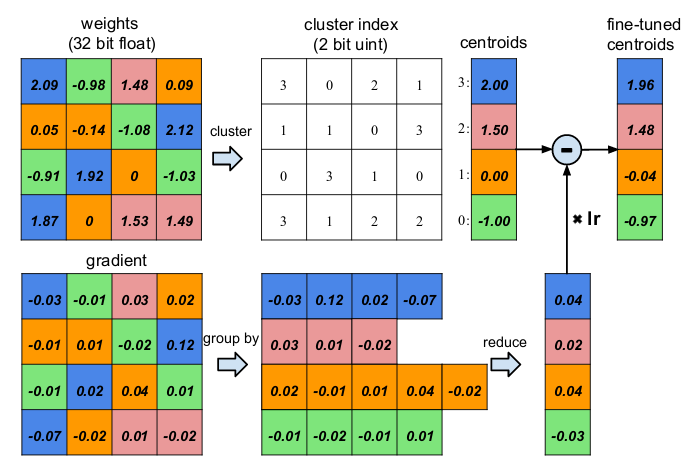 weights
(32 bit float)
cluster index
(2 bit uint)
centroids
fine-tuned
centroids
2.09 -0.98 1.48 0.09
0.05 -0.14 -1.08 2.12
-0.91 1.92 0 -1.03
1.87 0 1.53 1.49
cluster
3 0 2 1
1 1 0 3
0 3 1 0
3 1 2 2
3: 2.00
2: 1.50
1: 0.00
0: -1.00
-
× lr
1.96
1.48
-0.04
-0.97
gradient
-0.03 -0.01 0.03 0.02
-0.01 0.01 -0.02 0.12
-0.01 0.02 0.04 0.01
-0.07 -0.02 0.01 -0.02
group by
-0.03 0.12 0.02 -0.07
0.03 0.01 -0.02
0.02 -0.01 0.01 0.04 -0.02
-0.01 -0.02 -0.01 0.01
reduce
0.04
0.02
0.04
-0.03